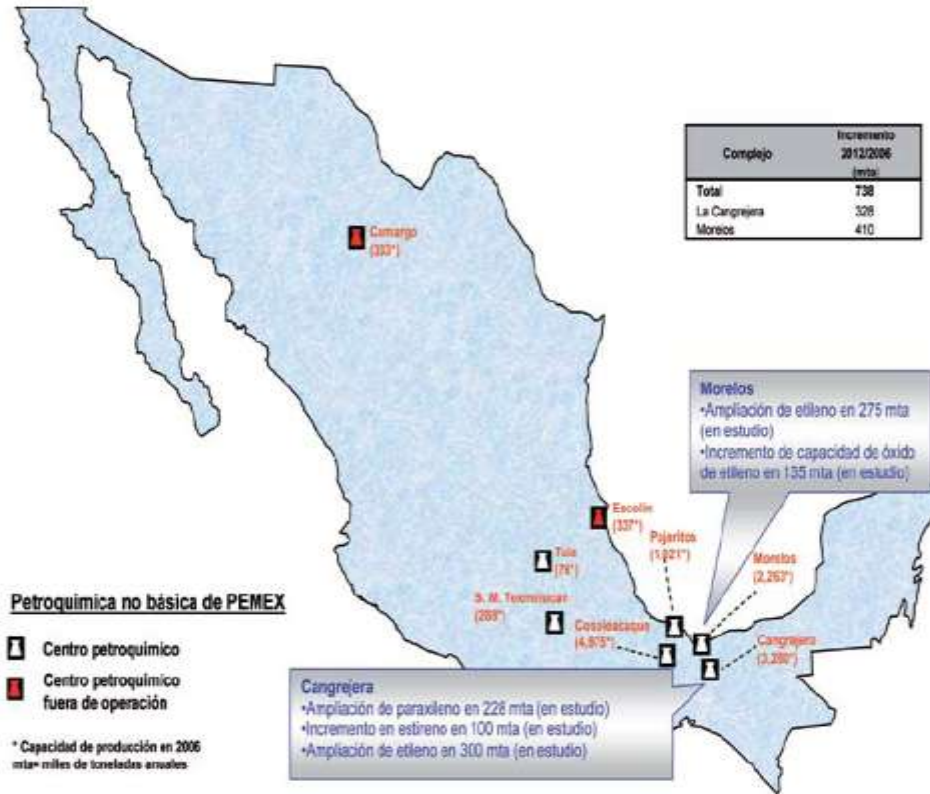 Complejo
Incremento
2012/2006
(mta)
Total 738
La Cangrejera 328
Morelos 410
Camargo
(333*)
Morelos
•Ampliación de etileno en 275 mta
(en estudio)
•Incremento de capacidad de óxido
de etileno en 135 mta (en estudio)
Escolín
(337*)
Pajaritos
Tula
Morelos
(2,263*)
S. M. Texmelucan
Cosoleacaque
(4,975*)
Cangrejera
Petroquímica no básica de PEMEX
Centro petroquímico
Centro petroquímico
fuera de operación
* Capacidad de producción en 2006
mta= miles de toneladas anuales
Cangrejera
•Ampliación de paraxileno en 228 mta (en estudio)
•Incremento en estireno en 100 mta (en estudio)
•Ampliación de etileno en 300 mta (en estudio)